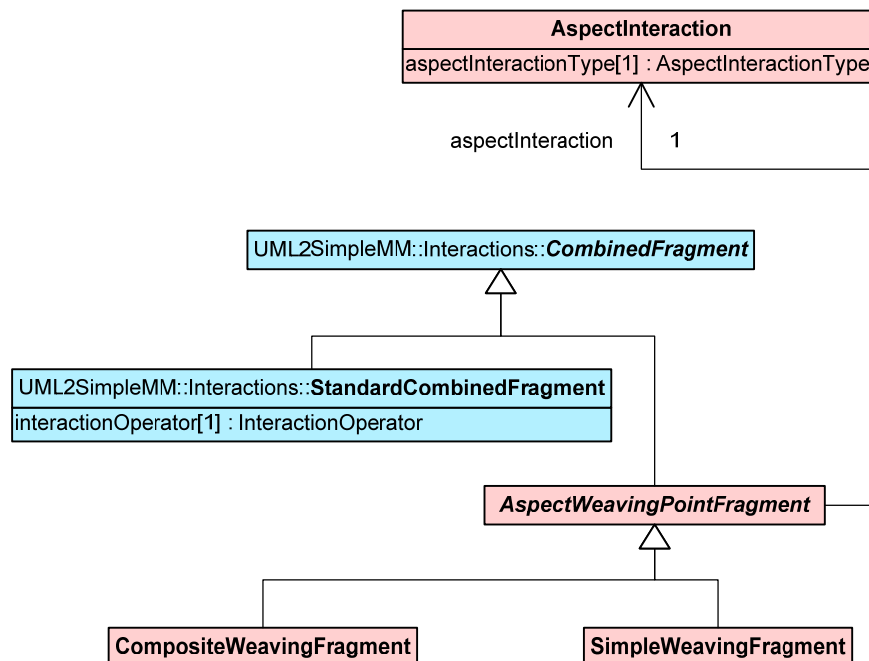 AspectInteraction
aspectInteractionType[1] : AspectInteractionType
aspectInteraction 1
UML2SimpleMM::Interactions::CombinedFragment
UML2SimpleMM::Interactions::StandardCombinedFragment
interactionOperator[1] : InteractionOperator
AspectWeavingPointFragment
CompositeWeavingFragment SimpleWeavingFragment